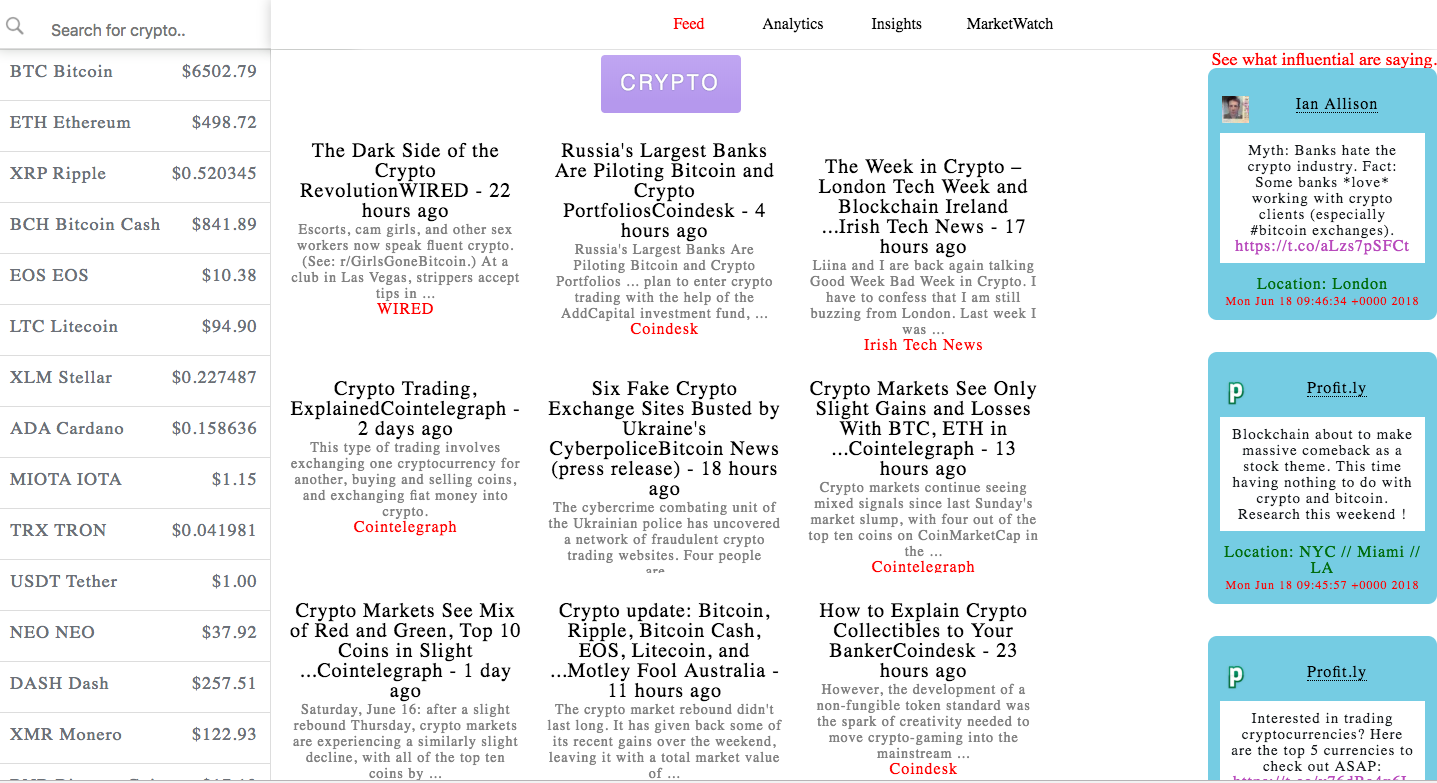 Search for crypto..
Feed
Analytics
Insights
MarketWatch
BTC Bitcoin $6502.79
ETH Ethereum $498.72
XRP Ripple $0.520345
BCH Bitcoin Cash $841.89
EOS EOS $10.38
LTC Litecoin $94.90
XLM Stellar $0.227487
ADA Cardano $0.158636
MIOTA IOTA $1.15
TRX TRON $0.041981
USDT Tether $1.00
NEO NEO $37.92
DASH Dash $257.51
XMR Monero $122.93
CRYPTO
The Dark Side of the
Crypto
RevolutionWIRED - 22
hours ago
Escorts, cam girls, and other sex
workers now speak fluent crypto.
(See: r/GirlsGoneBitcoin.) At a
club in Las Vegas, strippers accept
tips in ...
WIRED
Russia's Largest Banks
Are Piloting Bitcoin and
Crypto
PortfoliosCoindesk - 4
hours ago
Russia's Largest Banks Are
Piloting Bitcoin and Crypto
Portfolios ... plan to enter crypto
trading with the help of the
AddCapital investment fund, ...
Coindesk
The Week in Crypto –
London Tech Week and
Blockchain Ireland
...Irish Tech News - 17
hours ago
Liina and I are back again talking
Good Week Bad Week in Crypto. I
have to confess that I am still
buzzing from London. Last week I
was ...
Irish Tech News
Crypto Trading,
ExplainedCointelegraph -
2 days ago
This type of trading involves
exchanging one cryptocurrency for
another, buying and selling coins,
and exchanging fiat money into
crypto.
Cointelegraph
Six Fake Crypto
Exchange Sites Busted by
Ukraine's
CyberpoliceBitcoin News
(press release) - 18 hours
ago
The cybercrime combating unit of
the Ukrainian police has uncovered
a network of fraudulent crypto
trading websites. Four people
are
Crypto Markets See Only
Slight Gains and Losses
With BTC, ETH in
...Cointelegraph - 13
hours ago
Crypto markets continue seeing
mixed signals since last Sunday's
market slump, with four out of the
top ten coins on CoinMarketCap in
the ...
Cointelegraph
Crypto Markets See Mix
of Red and Green, Top 10
Coins in Slight
...Cointelegraph - 1 day
ago
Saturday, June 16: after a slight
rebound Thursday, crypto markets
are experiencing a similarly slight
decline, with all of the top ten
coins by ...
Crypto update: Bitcoin,
Ripple, Bitcoin Cash,
EOS, Litecoin, and
...Motley Fool Australia -
11 hours ago
The crypto market rebound didn't
last long. It has given back some of
its recent gains over the weekend,
leaving it with a total market value
of ...
How to Explain Crypto
Collectibles to Your
BankerCoindesk - 23
hours ago
However, the development of a
non-fungible token standard was
the spark of creativity needed to
move crypto-gaming into the
mainstream ...
Coindesk
See what influential are saying.
Ian Allison
Myth: Banks hate the
crypto industry. Fact:
Some banks *love*
working with crypto
clients (especially
#bitcoin exchanges).
https://t.co/aLzs7pSFCt
Location: London
Mon Jun 18 09:46:34 +0000 2018
Profit.ly
Blockchain about to make
massive comeback as a
stock theme. This time
having nothing to do with
crypto and bitcoin.
Research this weekend !
Location: NYC // Miami //
LA
Mon Jun 18 09:45:57 +0000 2018
Profit.ly
Interested in trading
cryptocurrencies? Here
are the top 5 currencies to
check out ASAP: